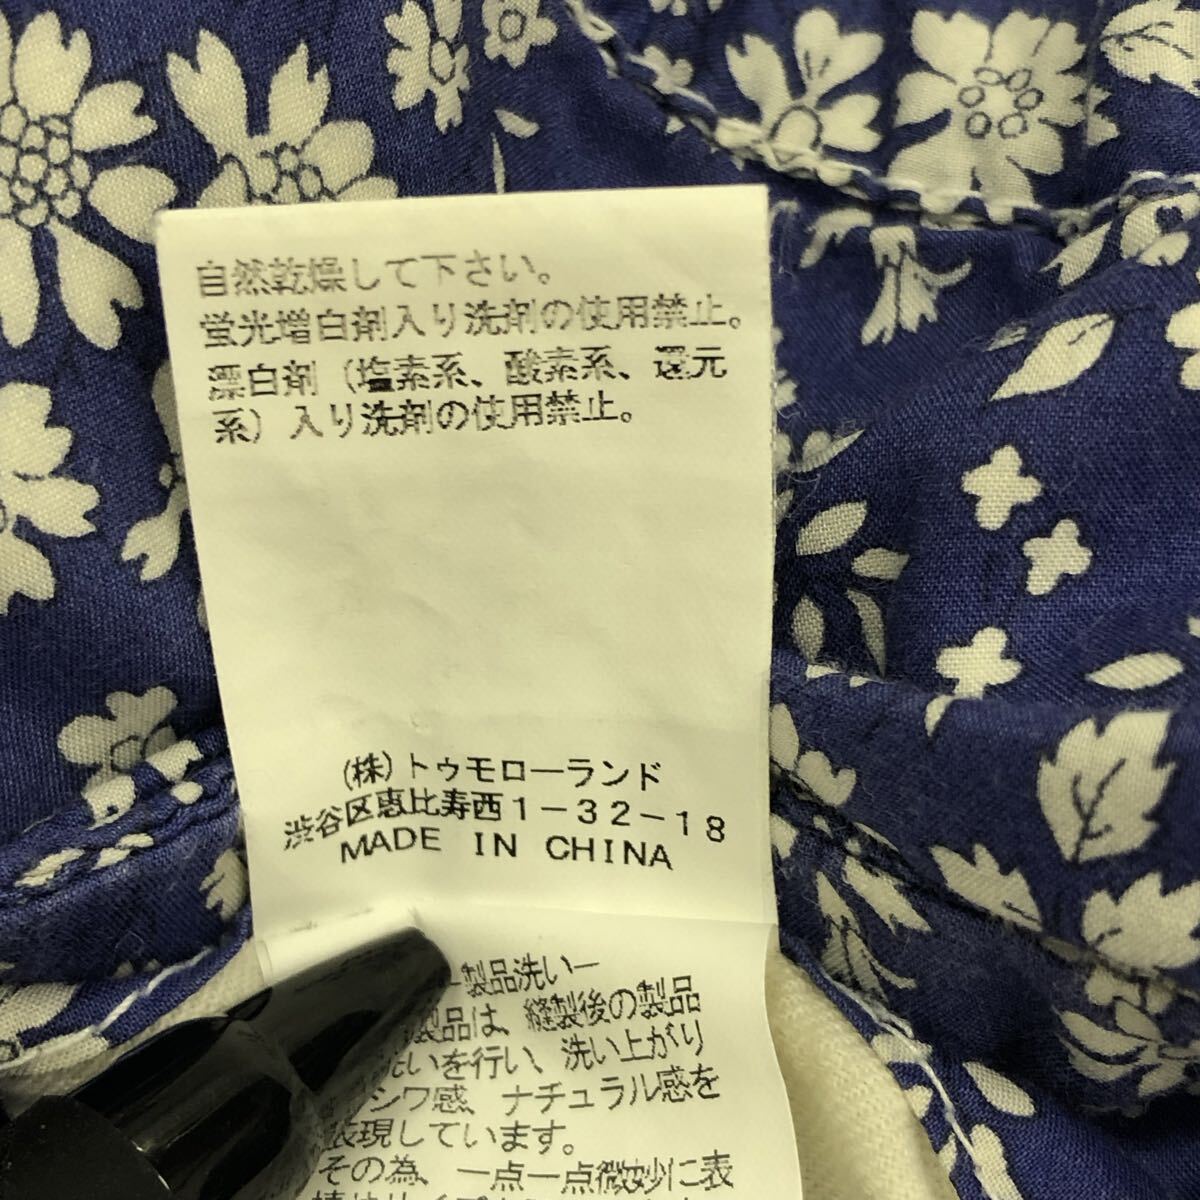 自然乾燥して下さい。
蛍光増白剤入り洗剤の使用禁止。
漂白剤（塩素系、酸素系、還元
系）入り洗剤の使用禁止。
(株)トゥモローランド
渋谷区恵比寿西1-32-18
MADE IN CHINA
-製品洗い-
製品は、縫製後の製品
洗いを行い、洗い上がり
シワ感、ナチュラル感を
表現しています。
その為、一点一点微妙に表